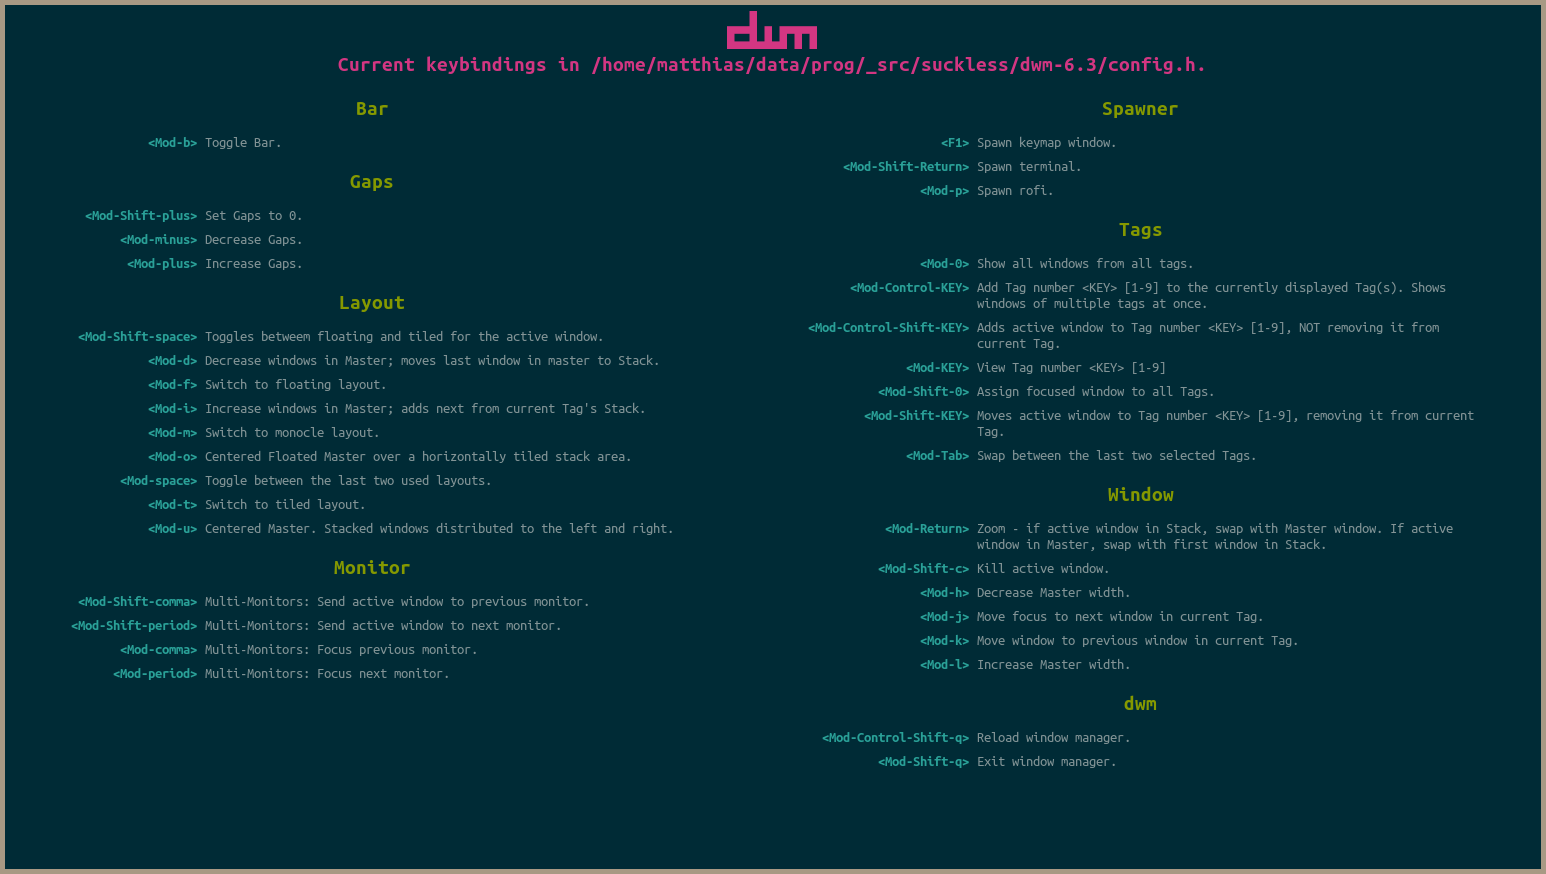 dwm
Current keybindings in /home/matthias/data/prog/_src/suckless/dwm-6.3/config.h.
Bar
<Mod-b> Toggle Bar.
Gaps
<Mod-Shift-plus> Set Gaps to 0.
<Mod-minus> Decrease Gaps.
<Mod-plus> Increase Gaps.
Layout
<Mod-Shift-space> Toggles betweem floating and tiled for the active window.
<Mod-d> Decrease windows in Master; moves last window in master to Stack.
<Mod-f> Switch to floating layout.
<Mod-i> Increase windows in Master; adds next from current Tag's Stack.
<Mod-m> Switch to monocle layout.
<Mod-o> Centered Floated Master over a horizontally tiled stack area.
<Mod-space> Toggle between the last two used layouts.
<Mod-t> Switch to tiled layout.
<Mod-u> Centered Master. Stacked windows distributed to the left and right.
Monitor
<Mod-Shift-comma> Multi-Monitors: Send active window to previous monitor.
<Mod-Shift-period> Multi-Monitors: Send active window to next monitor.
<Mod-comma> Multi-Monitors: Focus previous monitor.
<Mod-period> Multi-Monitors: Focus next monitor.
Spawner
<F1> Spawn keymap window.
<Mod-Shift-Return> Spawn terminal.
<Mod-p> Spawn rofi.
Tags
<Mod-0> Show all windows from all tags.
<Mod-Control-KEY> Add Tag number <KEY> [1-9] to the currently displayed Tag(s). Shows
windows of multiple tags at once.
<Mod-Control-Shift-KEY> Adds active window to Tag number <KEY> [1-9], NOT removing it from
current Tag.
<Mod-KEY> View Tag number <KEY> [1-9]
<Mod-Shift-0> Assign focused window to all Tags.
<Mod-Shift-KEY> Moves active window to Tag number <KEY> [1-9], removing it from current
Tag.
<Mod-Tab> Swap between the last two selected Tags.
Window
<Mod-Return> Zoom - if active window in Stack, swap with Master window. If active
window in Master, swap with first window in Stack.
<Mod-Shift-c> Kill active window.
<Mod-h> Decrease Master width.
<Mod-j> Move focus to next window in current Tag.
<Mod-k> Move window to previous window in current Tag.
<Mod-l> Increase Master width.
dwm
<Mod-Control-Shift-q> Reload window manager.
<Mod-Shift-q> Exit window manager.